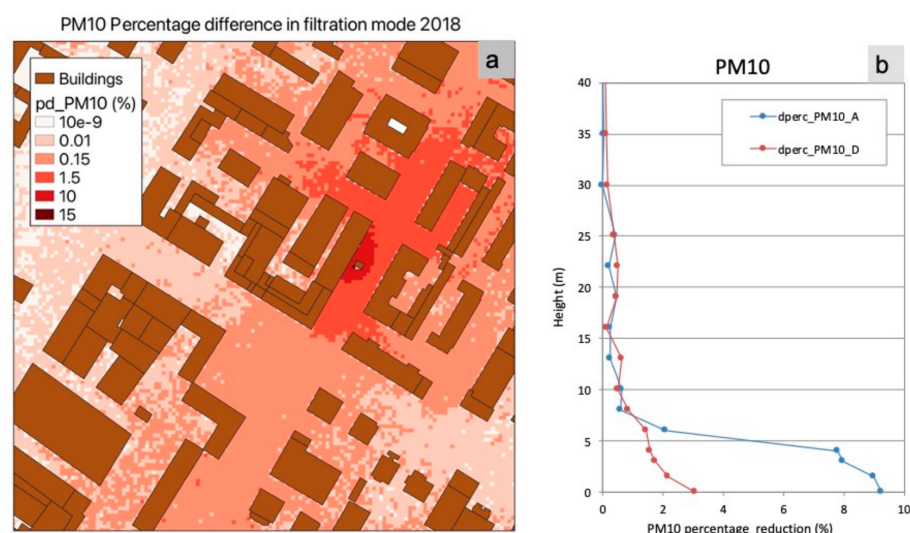 PM10 Percentage difference in filtration mode 2018
a
Buildings
pd_PM10 (%)
10e-9
0.01
0.15
1.5
10
15
b
PM10
dperc_PM10_A
dperc_PM10_D
40
35
30
25
20
15
10
5
0
Height (m)
0 2 4 6 8 10
PM10 percentage reduction (%)